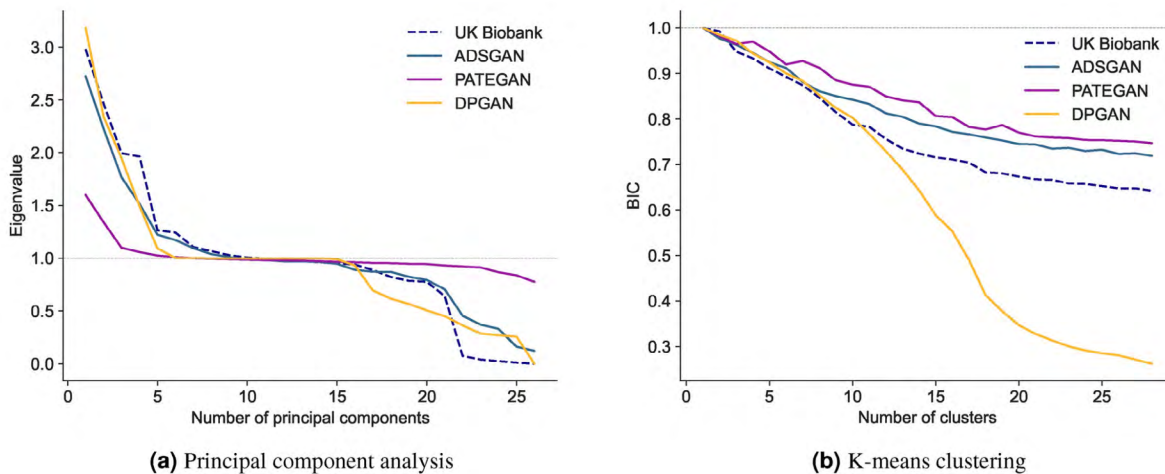 3.0
2.5
2.0
1.5
1.0
0.5
0.0
Eigenvalue
0 5 10 15 20 25
Number of principal components
UK Biobank
ADSGAN
PATEGAN
DPGAN
(a) Principal component analysis
1.0
0.9
0.8
0.7
0.6
0.5
0.4
0.3
BIC
0 5 10 15 20 25
Number of clusters
UK Biobank
ADSGAN
PATEGAN
DPGAN
(b) K-means clustering